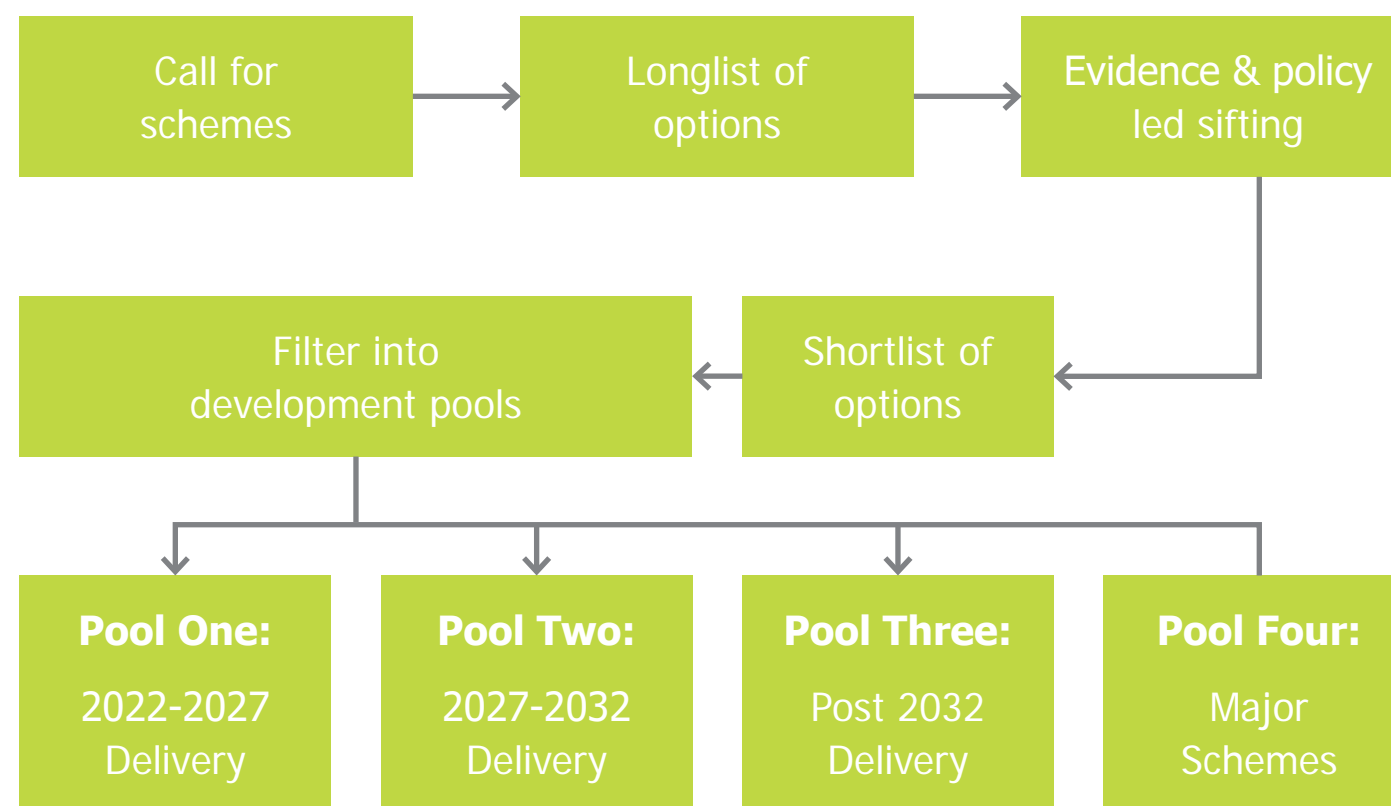 Call for
schemes
Longlist of
options
Evidence & policy
led sifting
Filter into
development pools
Shortlist of
options
Pool One:
2022-2027
Delivery
Pool Two:
2027-2032
Delivery
Pool Three:
Post 2032
Delivery
Pool Four:
Major
Schemes